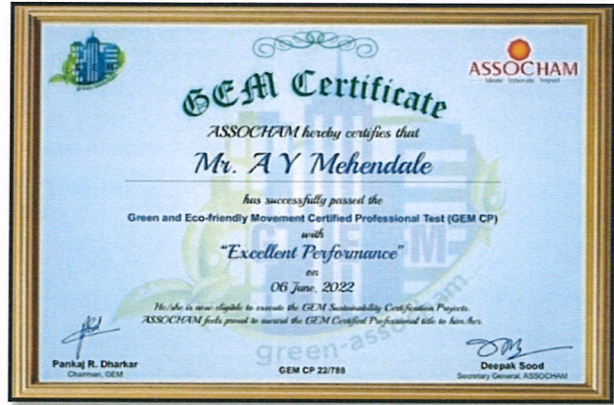 green-assocham
ASSOCHAM
Ideate Innovate Impact
GEM Certificate
ASSOCHAM hereby certifies that
Mr. A Y Mehendale
has successfully passed the
Green and Eco-friendly Movement Certified Professional Test (GEM CP)
with
"Excellent Performance"
on
06 June, 2022
He/she is now eligible to execute the GEM Sustainability Certification Projects.
ASSOCHAM feels proud to award the GEM Certified Professional title to him/her.
Pankaj R. Dharkar
Chairman, GEM
GEM CP 22/788
Deepak Sood
Secretary General, ASSOCHAM